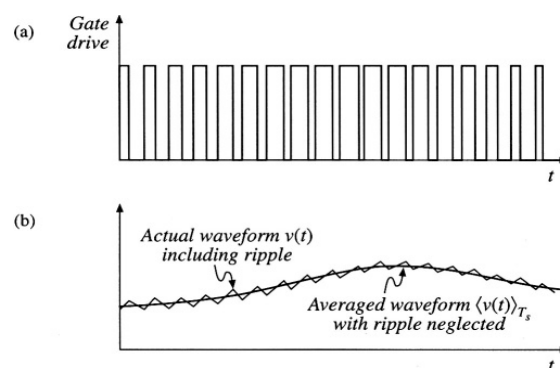 (a)
Gate
drive
t
(b)
Actual waveform v(t)
including ripple
Averaged waveform ⟨v(t)⟩Ts
with ripple neglected
t